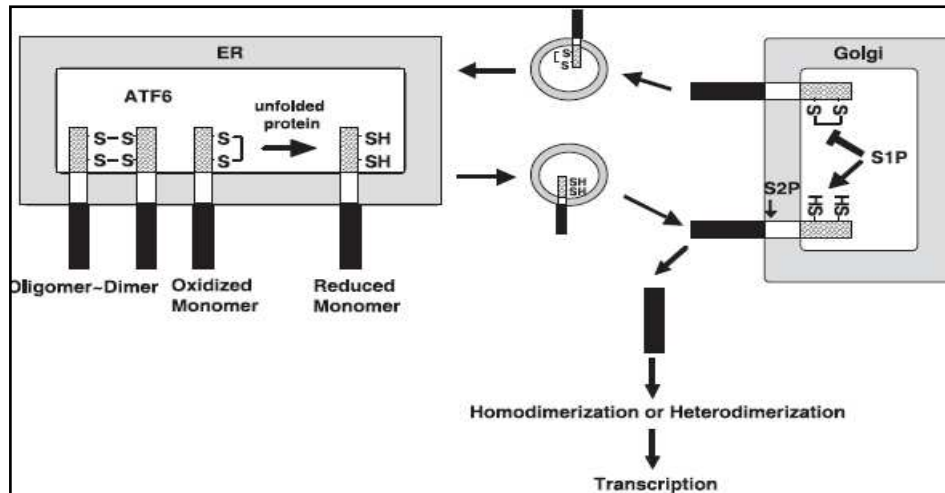 ER
ATF6
unfolded
protein
S–S
S–S
S
S
SH
SH
Oligomer~Dimer
Oxidized
Monomer
Reduced
Monomer
S
S
SH
SH
Golgi
S
S
S1P
S2P
SH
SH
Homodimerization or Heterodimerization
Transcription